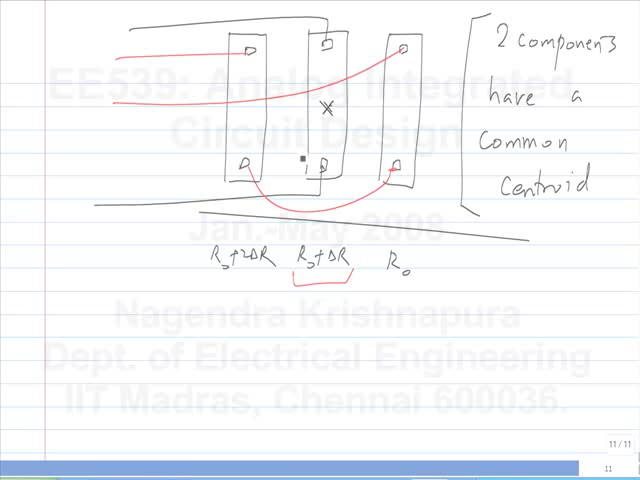 2 components
have a
common
centroid
R₀+2ΔR R₀+ΔR R₀
EE539: Analog Integrated
Circuit Design
Jan.-May 2008
Nagendra Krishnapura
Dept. of Electrical Engineering
IIT Madras, Chennai 600036.
11/11
11